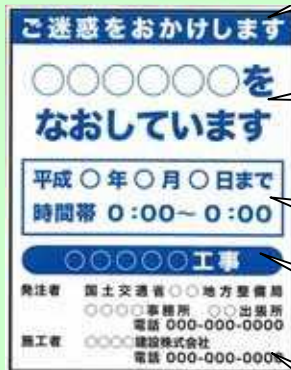 ご迷惑をおかけします
○○○○○○を
なおしています
平成○年○月○日まで
時間帯 0:00~0:00
○○○○○工事
発注者 国土交通省○○地方整備局
○○○○事務所 ○○出張所
電話 000-000-0000
施工者 ○○○○建設株式会社
電話 000-000-0000